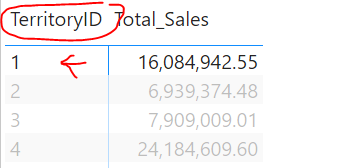 TerritoryID Total_Sales
1 16,084,942.55
2 6,939,374.48
3 7,909,009.01
4 24,184,609.60